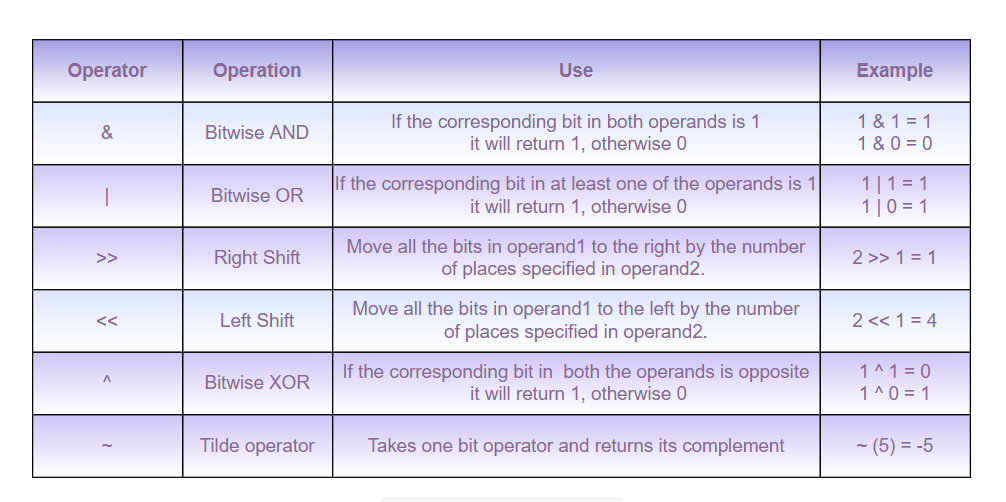 Operator Operation Use Example
& Bitwise AND If the corresponding bit in both operands is 1
it will return 1, otherwise 0 1 & 1 = 1
1 & 0 = 0
| Bitwise OR If the corresponding bit in at least one of the operands is 1
it will return 1, otherwise 0 1 | 1 = 1
1 | 0 = 1
>> Right Shift Move all the bits in operand1 to the right by the number
of places specified in operand2. 2 >> 1 = 1
<< Left Shift Move all the bits in operand1 to the left by the number
of places specified in operand2. 2 << 1 = 4
^ Bitwise XOR If the corresponding bit in both the operands is opposite
it will return 1, otherwise 0 1 ^ 1 = 0
1 ^ 0 = 1
~ Tilde operator Takes one bit operator and returns its complement ~ (5) = -5